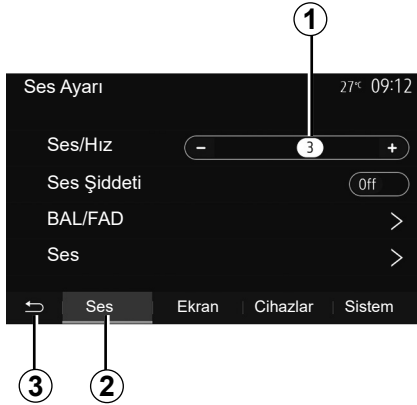 1
Ses Ayarı 27°C 09:12
Ses/Hız - 3 +
Ses Şiddeti Off
BAL/FAD >
Ses >
Ses Ekran Cihazlar Sistem
3 2